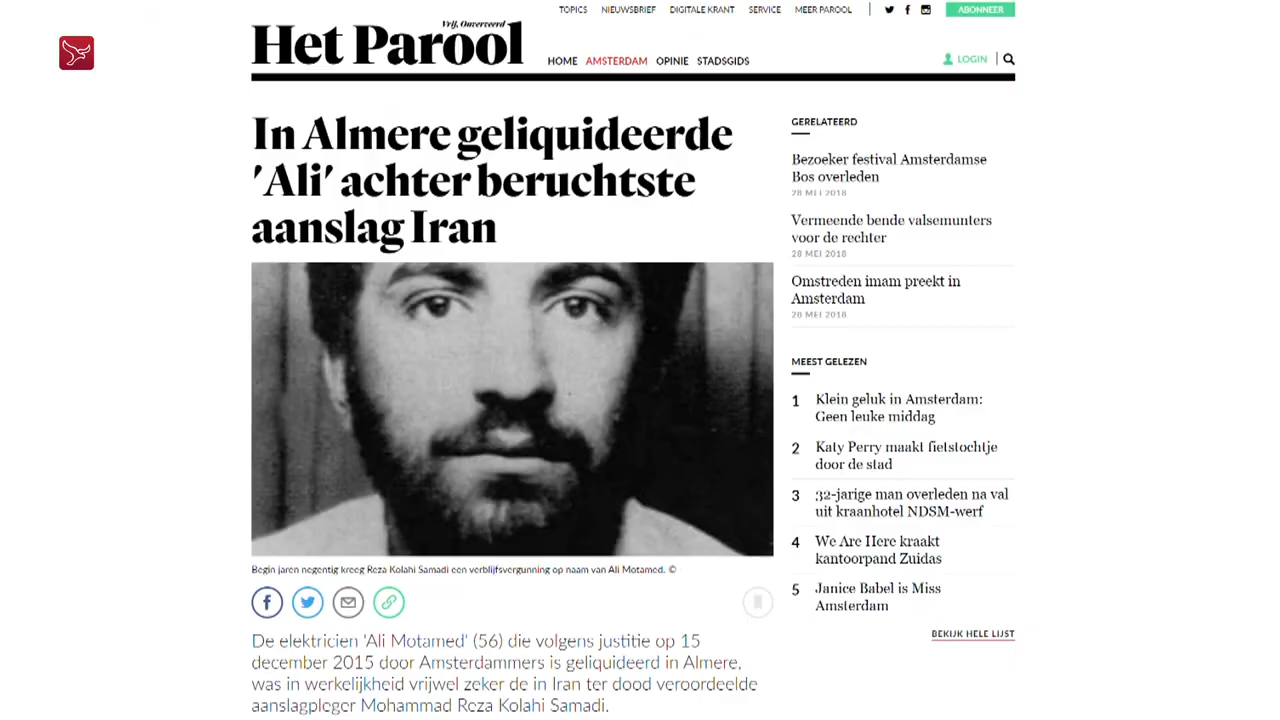 TOPICS NIEUWSBRIEF DIGITALE KRANT SERVICE MEER PAROOL ABONNEER
Vrij, Onverveerd
Het Parool
HOME AMSTERDAM OPINIE STADSGIDS LOGIN
In Almere geliquideerde
'Ali' achter beruchtste
aanslag Iran
Begin jaren negentig kreeg Reza Kolahi Samadi een verblijfsvergunning op naam van Ali Motamed. ©
De elektricien 'Ali Motamed' (56) die volgens justitie op 15
december 2015 door Amsterdammers is geliquideerd in Almere,
was in werkelijkheid vrijwel zeker de in Iran ter dood veroordeelde
aanslagpleger Mohammad Reza Kolahi Samadi.
GERELATEERD
Bezoeker festival Amsterdamse
Bos overleden
28 MEI 2018
Vermeende bende valsemunters
voor de rechter
28 MEI 2018
Omstreden imam preekt in
Amsterdam
28 MEI 2018
MEEST GELEZEN
1 Klein geluk in Amsterdam:
Geen leuke middag
2 Katy Perry maakt fietstochtje
door de stad
3 32-jarige man overleden na val
uit kraanhotel NDSM-werf
4 We Are Here kraakt
kantoorpand Zuidas
5 Janice Babel is Miss
Amsterdam
BEKIJK HELE LIJST